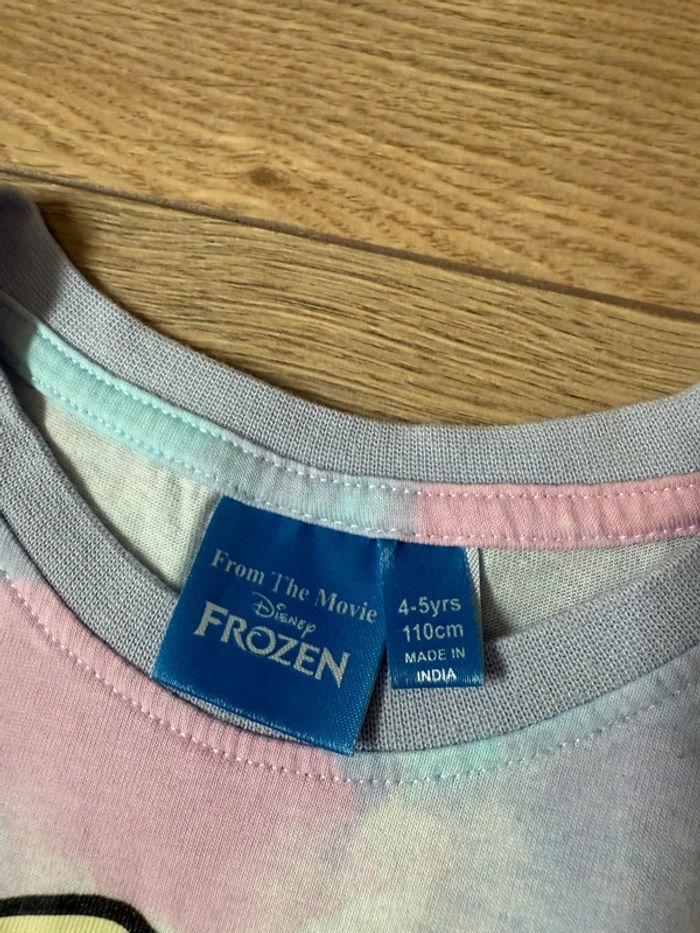 From The Movie
Disney
FROZEN
4-5yrs
110cm
MADE IN
INDIA